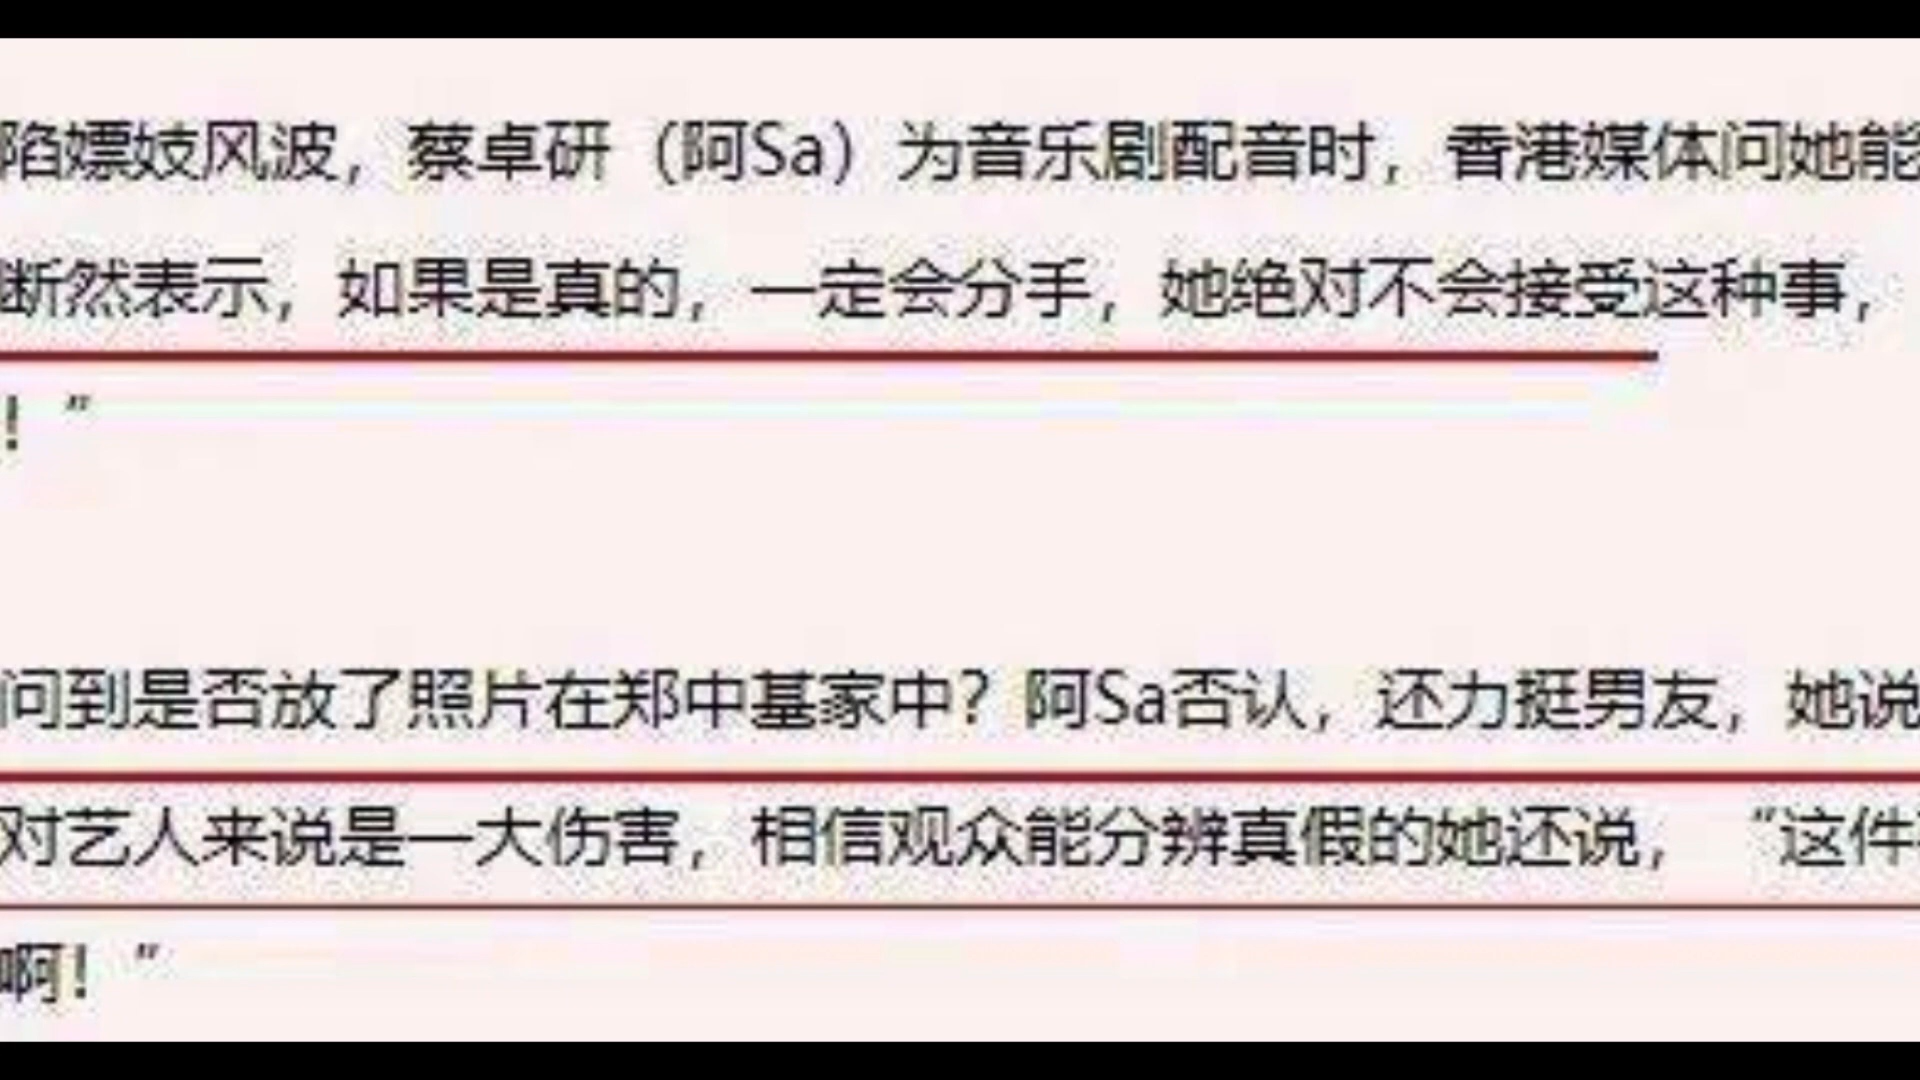 陷嫖妓风波，蔡卓研（阿Sa）为音乐剧配音时，香港媒体问她能
断然表示，如果是真的，一定会分手，她绝对不会接受这种事，
！”
问到是否放了照片在郑中基家中？阿Sa否认，还力挺男友，她说
对艺人来说是一大伤害，相信观众能分辨真假的她还说，“这件
啊！”